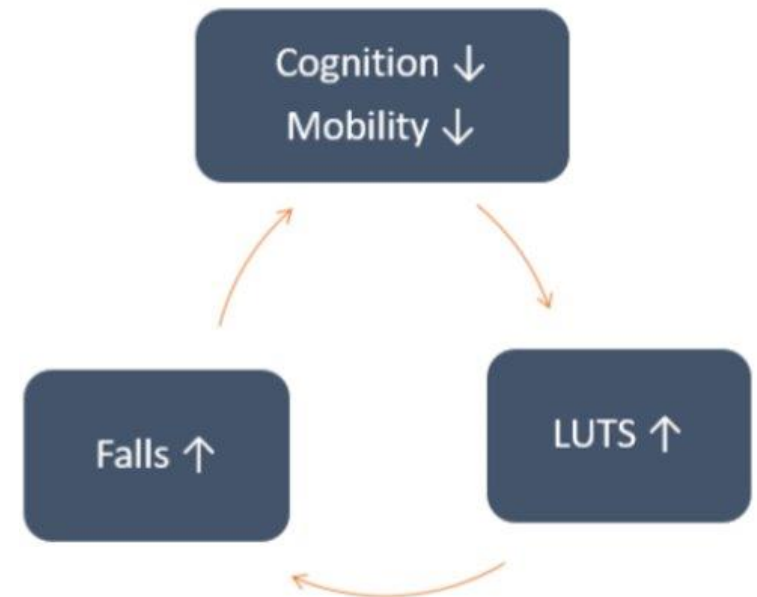 Cognition ↓
Mobility ↓
LUTS ↑
Falls ↑